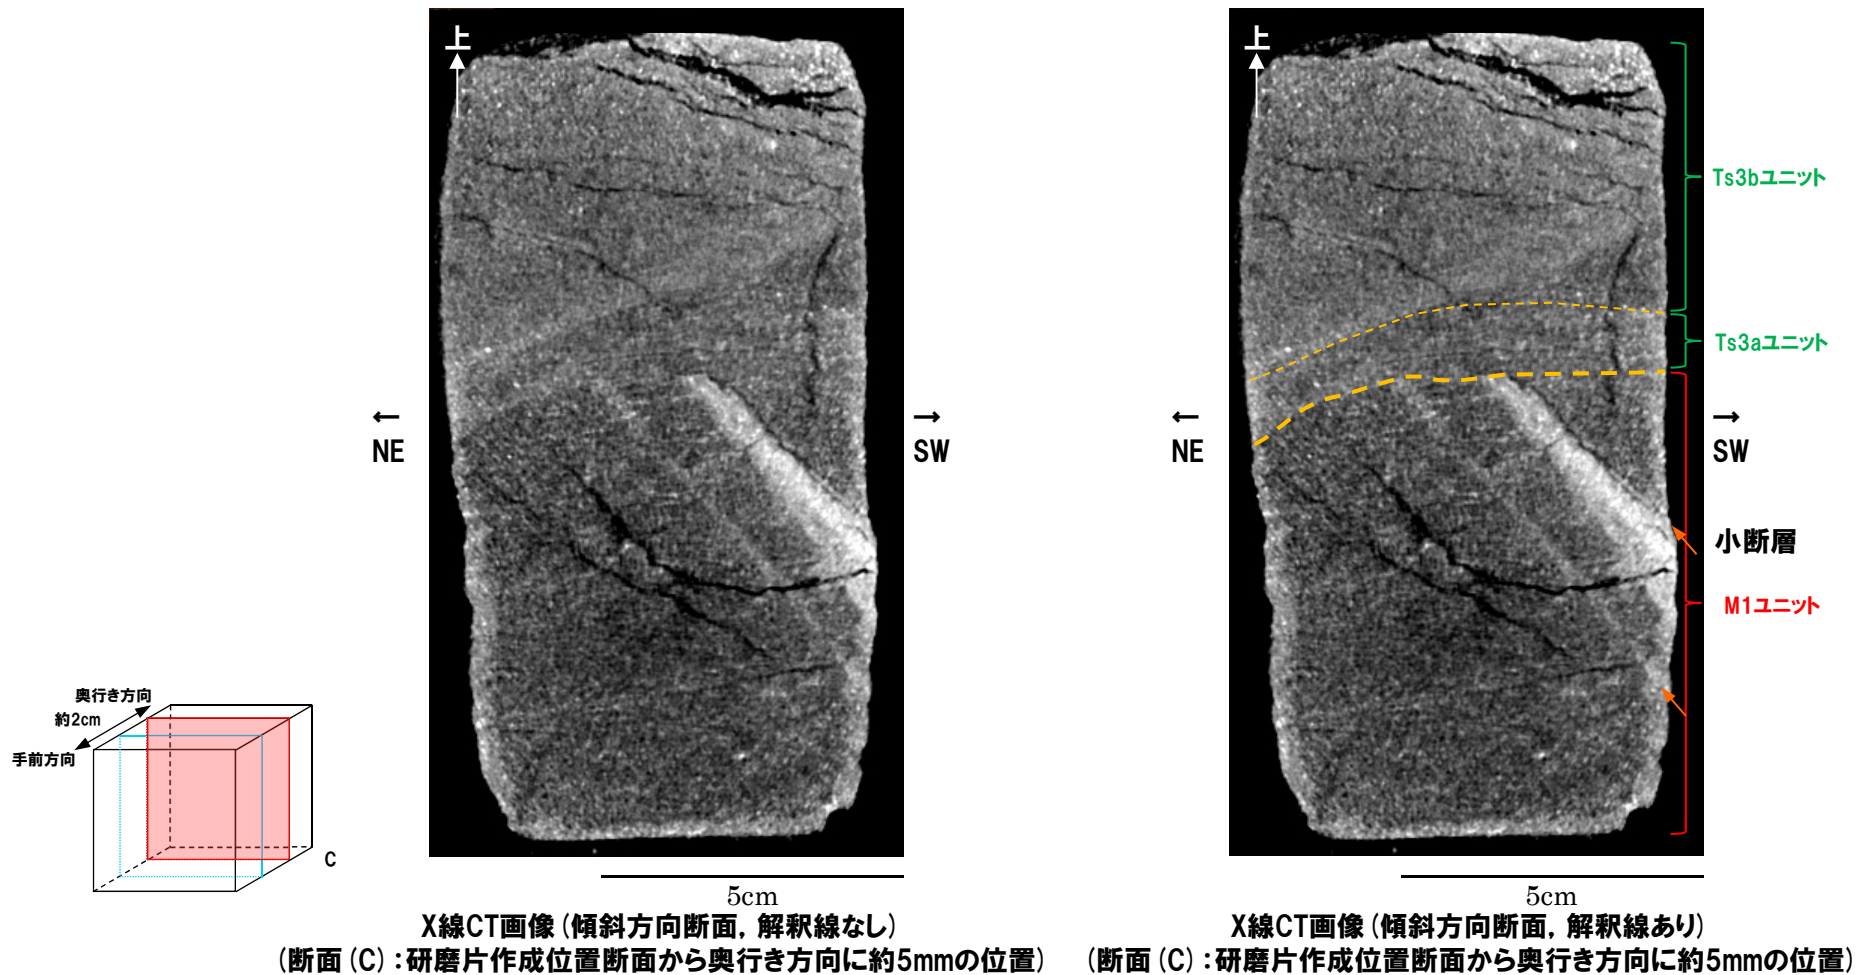 上
←
NE
→
SW
5cm
X線CT画像(傾斜方向断面, 解釈線なし)
(断面(C):研磨片作成位置断面から奥行き方向に約5mmの位置)
奥行き方向
約2cm
手前方向
C
上
←
NE
→
SW
Ts3bユニット
Ts3aユニット
小断層
M1ユニット
5cm
X線CT画像(傾斜方向断面, 解釈線あり)
(断面(C):研磨片作成位置断面から奥行き方向に約5mmの位置)